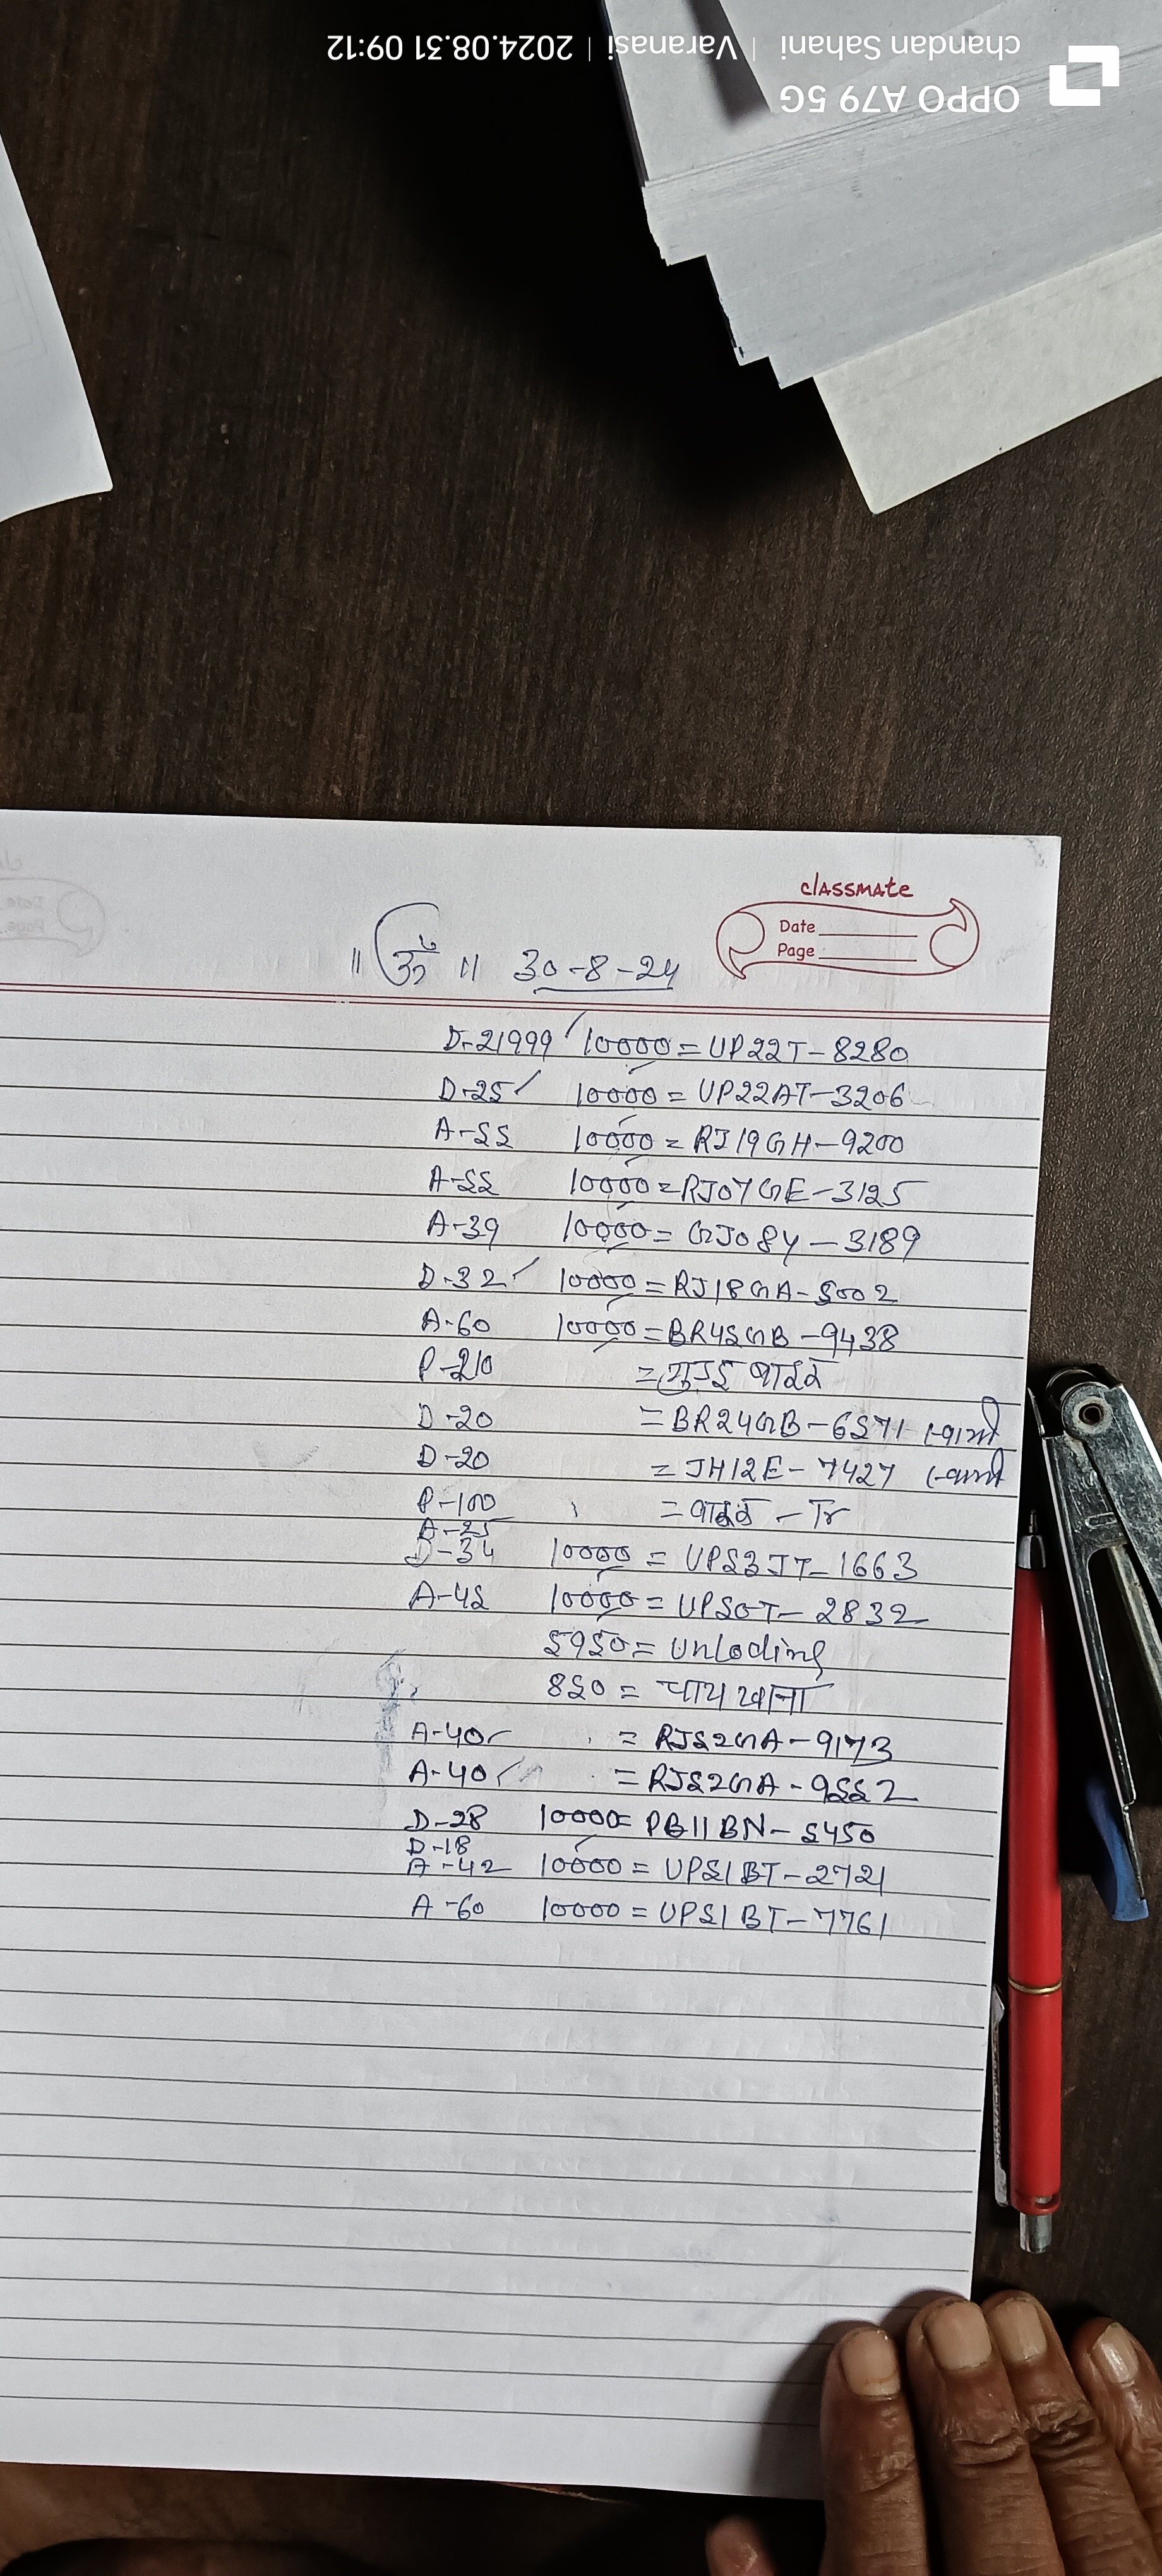 OPPO A79 5G
chandan Sahani | Varanasi | 2024.08.31 09:12
classmate
Date
Page
॥ ॐ ॥ 30-8-24
D-21999 10000 = UP22T-8280
D-25 10000 = UP22AT-3206
A-55 10000 = RJ19GH-9200
A-55 10000 = RJ07GE-3125
A-39 10000 = GJ08Y-3189
D-32 10000 = RJ18GA-5002
A-60 10000 = BR45GB-9438
P-210 =
D-20 = BR24GB-6571
D-20 = JH12E-7427
P-100 = - Tr
A-25
D-34 10000 = UP53JT-1663
A-45 10000 = UP50T-2832
5950 = Unloding
850 = चाय खाना
A-40 = RJ52GA-9173
A-40 = RJ52GA-9552
D-28 10000 = PB11BN-5450
D-18
A-42 10000 = UP51BT-2721
A-60 10000 = UP51BT-7761